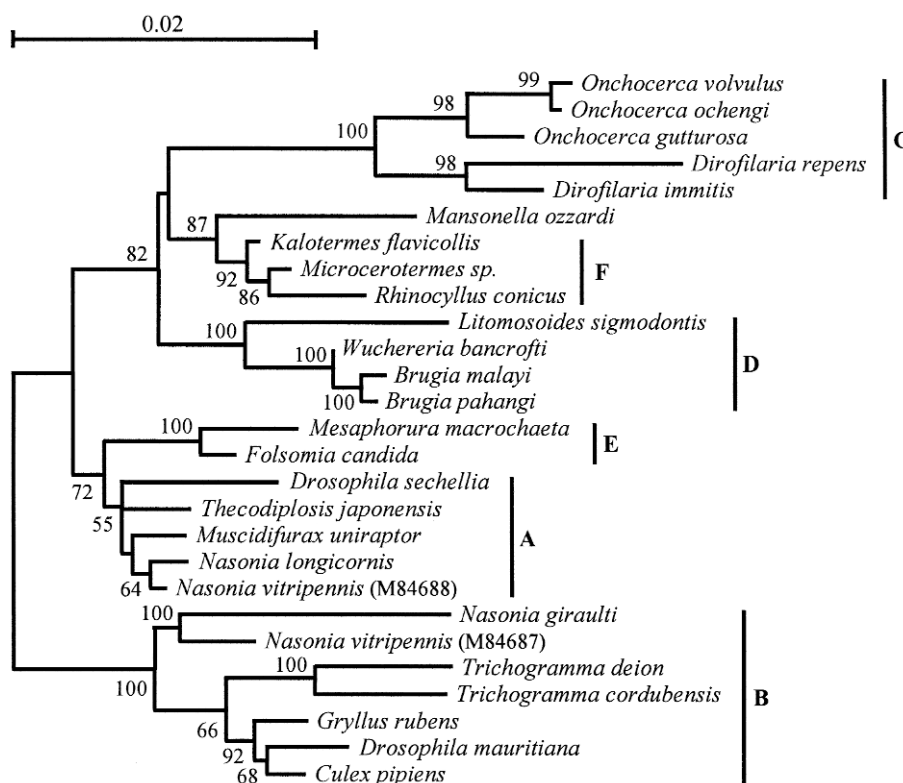 0.02
99
Onchocerca volvulus
98
Onchocerca ochengi
100
Onchocerca gutturosa
C
98
Dirofilaria repens
Dirofilaria immitis
87
Mansonella ozzardi
82
Kalotermes flavicollis
92
Microcerotermes sp.
F
86
Rhinocyllus conicus
100
Litomosoides sigmodontis
100
Wuchereria bancrofti
D
Brugia malayi
100
Brugia pahangi
100
Mesaphorura macrochaeta
E
Folsomia candida
72
Drosophila sechellia
55
Thecodiplosis japonensis
Muscidifurax uniraptor
A
Nasonia longicornis
64
Nasonia vitripennis (M84688)
100
Nasonia giraulti
Nasonia vitripennis (M84687)
100
100
Trichogramma deion
Trichogramma cordubensis
B
66
Gryllus rubens
92
Drosophila mauritiana
68
Culex pipiens